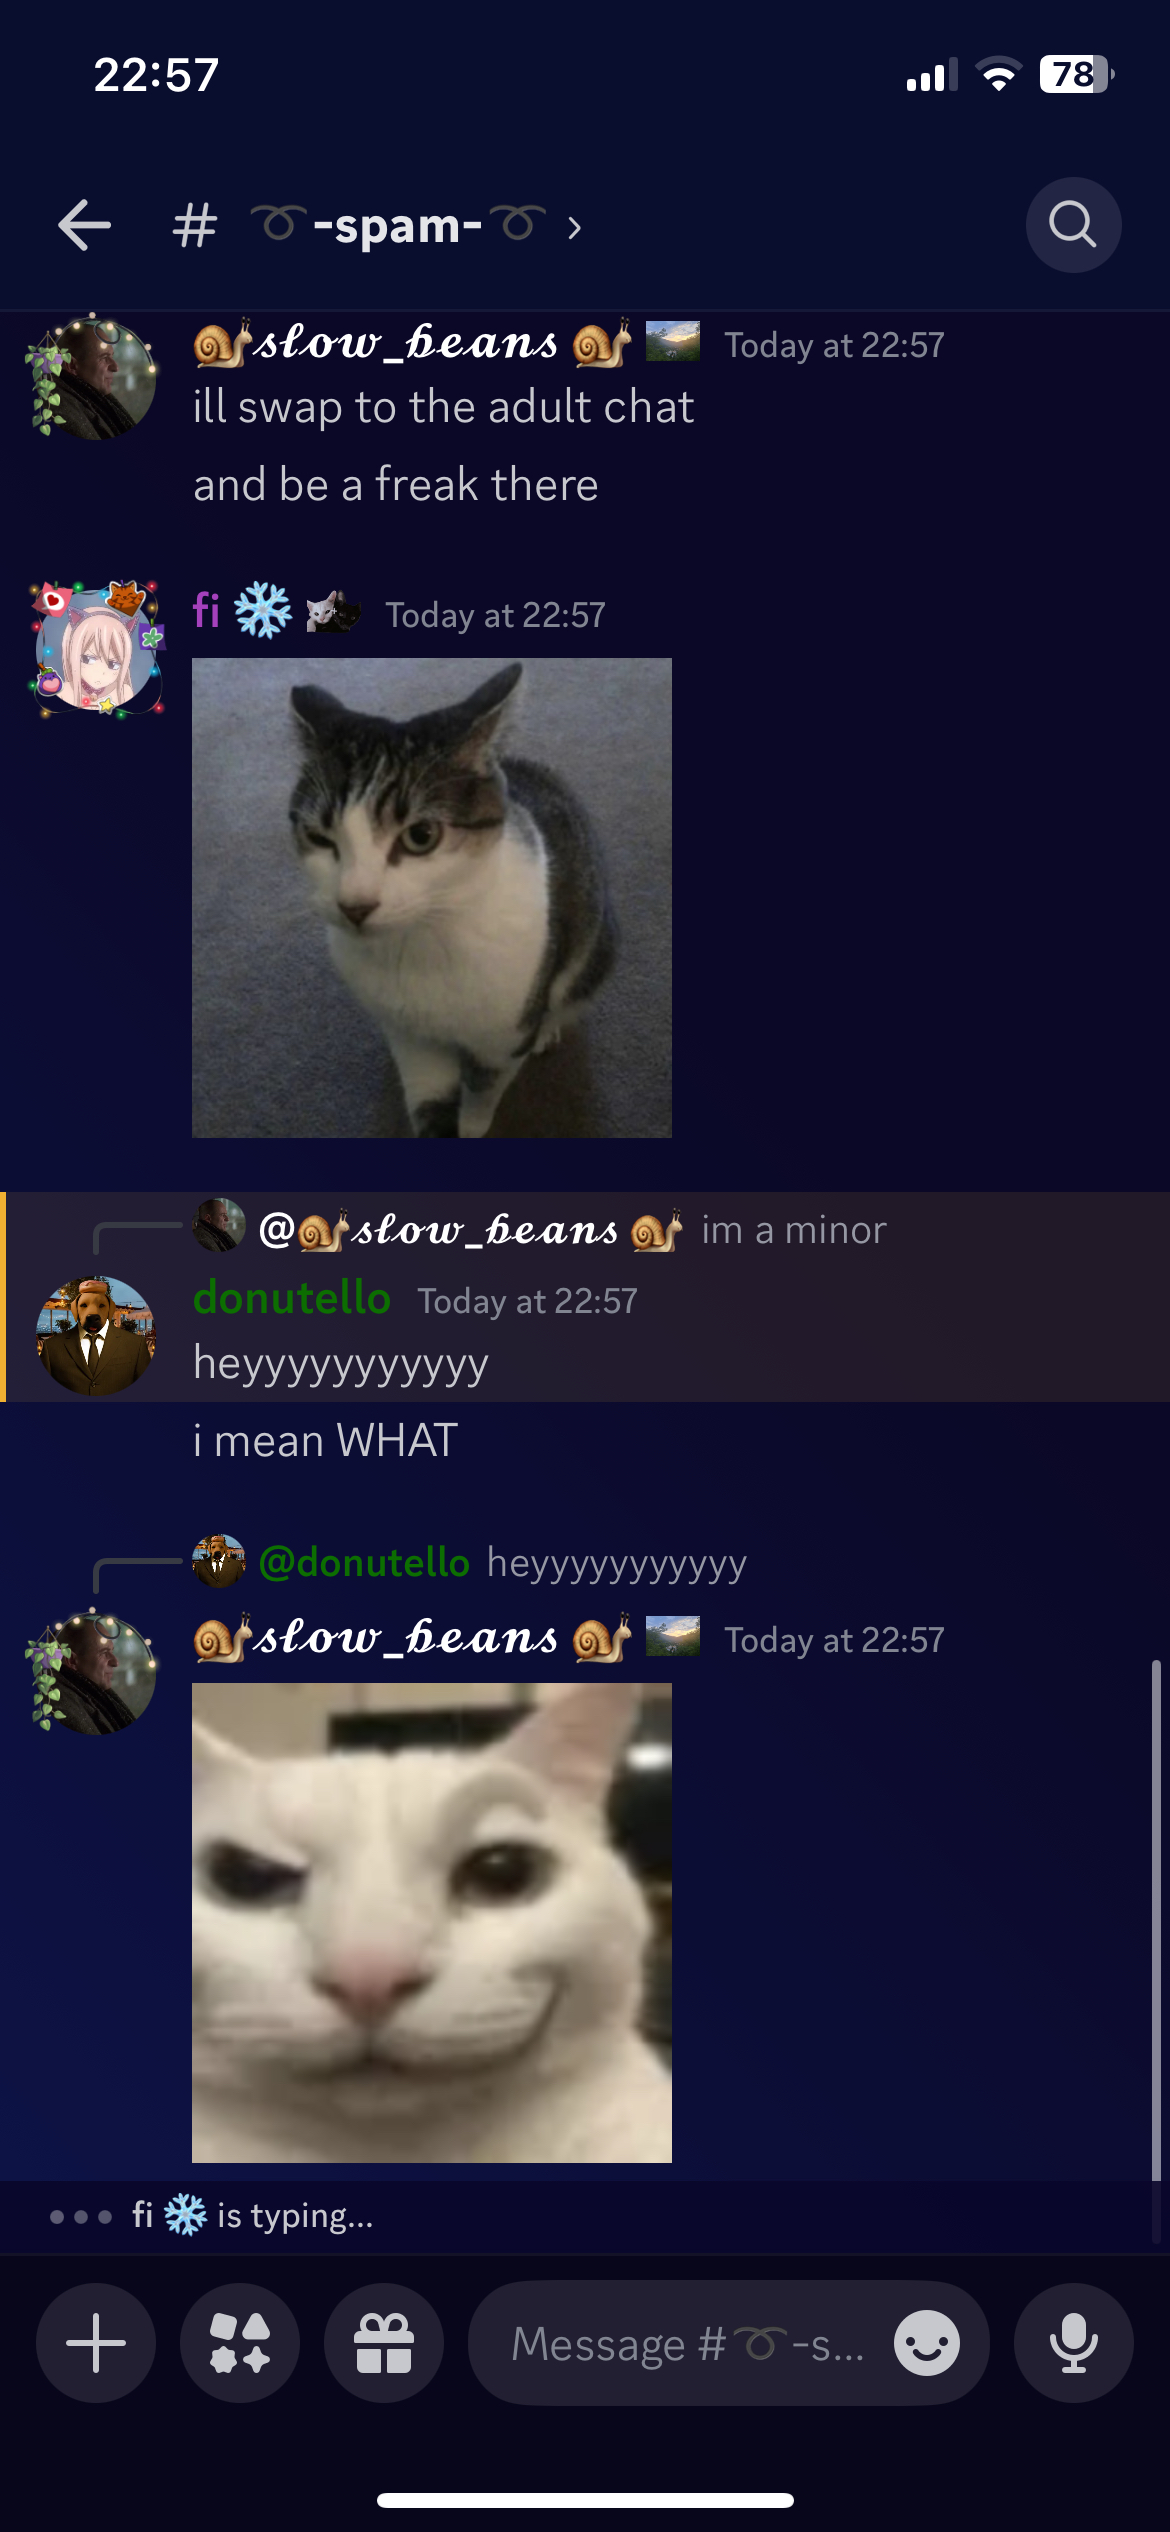 22:57
78
# ➰-spam-➰ ›
🐌𝓼𝓵𝓸𝔀_𝓫𝓮𝓪𝓷𝓼 🐌 Today at 22:57
ill swap to the adult chat
and be a freak there
fi ❄️ Today at 22:57
@🐌𝓼𝓵𝓸𝔀_𝓫𝓮𝓪𝓷𝓼 🐌 im a minor
donutello Today at 22:57
heyyyyyyyyyyy
i mean WHAT
@donutello heyyyyyyyyyyy
🐌𝓼𝓵𝓸𝔀_𝓫𝓮𝓪𝓷𝓼 🐌 Today at 22:57
fi ❄️ is typing...
Message #➰-s...